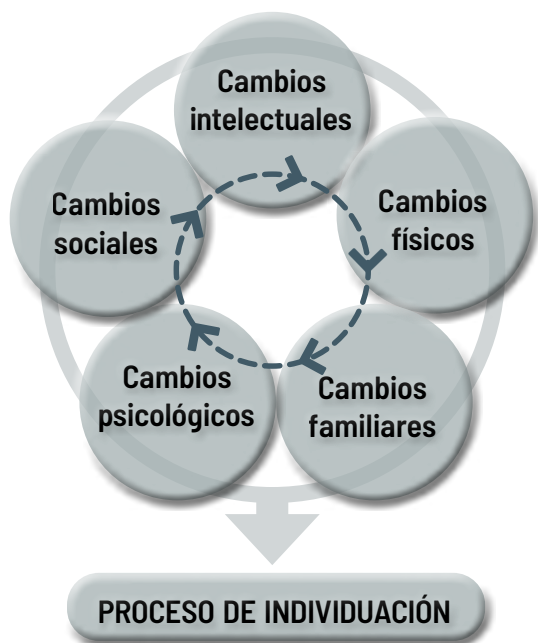 Cambios
intelectuales
Cambios
físicos
Cambios
familiares
Cambios
psicológicos
Cambios
sociales
PROCESO DE INDIVIDUACIÓN